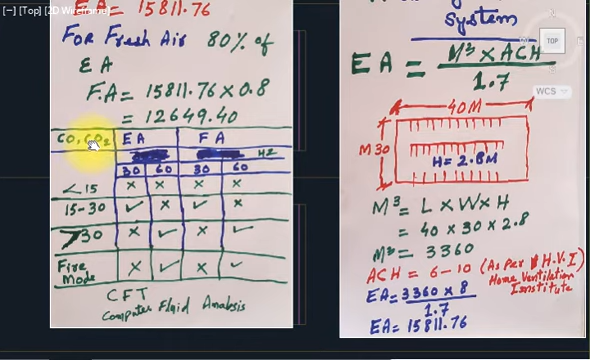 [−] [Top] [2D Wireframe]
EA = 15811.76
For Fresh Air 80% of
EA
F.A = 15811.76 X 0.8
= 12649.40
CO, CO2 EA FA
HZ
30 60 30 60
<15 X X X X
15-30 ✓ X ✓ X
>30 X ✓ X ✓
Fire Mode X ✓ X ✓
CFT
Computer Fluid Analysis
System
EA = M³ X ACH
1.7
40M
M30
H= 2.8M
M³ = L X W X H
= 40 X 30 X 2.8
M³ = 3360
ACH = 6-10 (As Per H.V.I
Home Ventilation
Institute
EA = 3360 X 8
1.7
EA = 15811.76
TOP
WCS